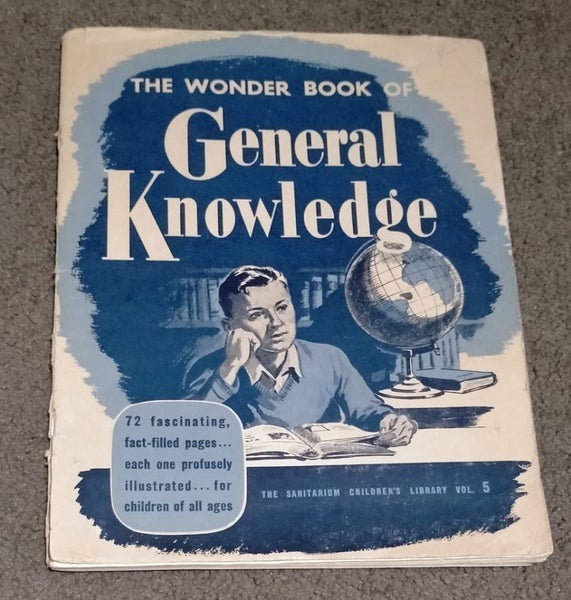 THE WONDER BOOK OF
General
Knowledge
72 fascinating,
fact-filled pages...
each one profusely
illustrated...for
children of all ages
THE SANITARIUM CHILDREN'S LIBRARY VOL. 5